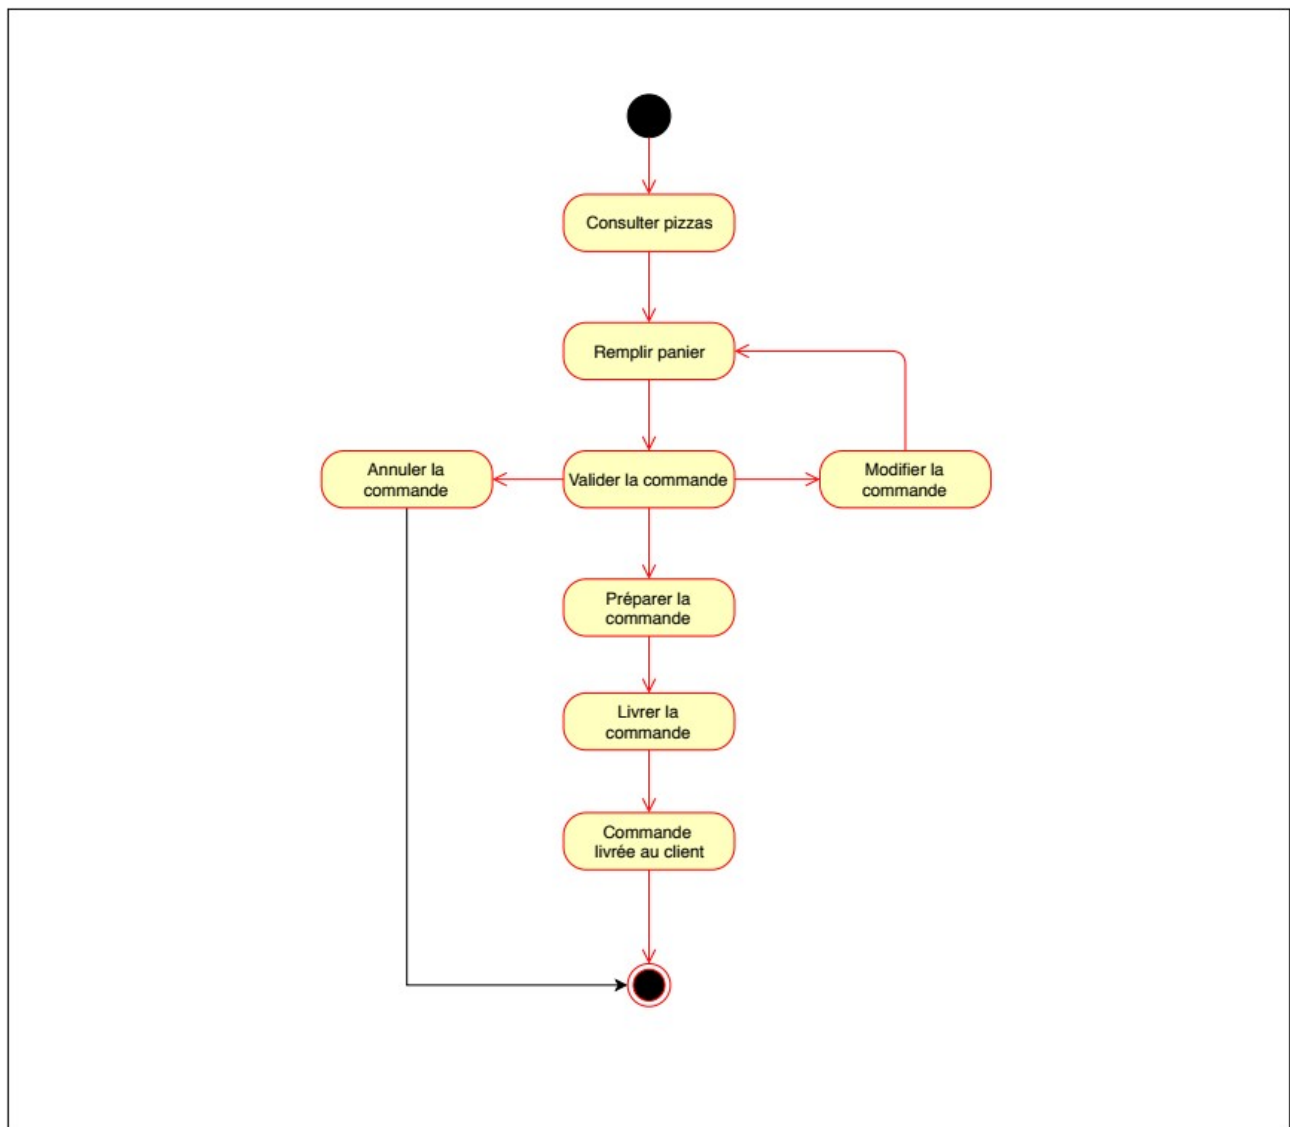 Consulter pizzas
Remplir panier
Annuler la
commande
Valider la commande
Modifier la
commande
Préparer la
commande
Livrer la
commande
Commande
livrée au client